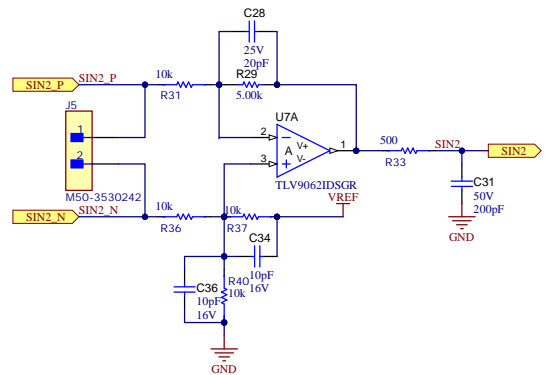 C28
25V
20pF
SIN2_P
SIN2_P
10k
R31
R29
5.00k
J5
1
2
M50-3530242
U7A
2
3
A
V+
V-
1
TLV9062IDSGR
500
R33
SIN2
SIN2
C31
50V
200pF
GND
VREF
SIN2_N
SIN2_N
10k
R36
10k
R37
C34
10pF
16V
C36
10pF
16V
R40
10k
GND